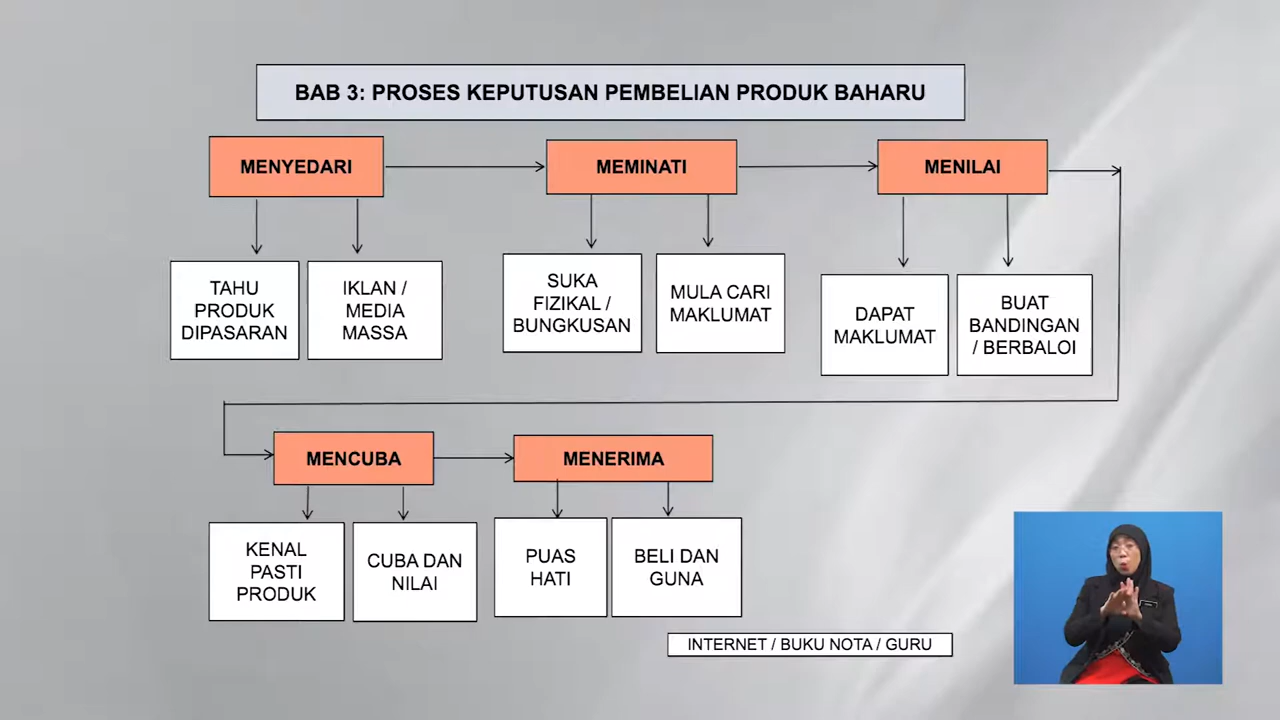 BAB 3: PROSES KEPUTUSAN PEMBELIAN PRODUK BAHARU
MENYEDARI
MEMINATI
MENILAI
TAHU
PRODUK
DIPASARAN
IKLAN /
MEDIA
MASSA
SUKA
FIZIKAL /
BUNGKUSAN
MULA CARI
MAKLUMAT
DAPAT
MAKLUMAT
BUAT
BANDINGAN
/ BERBALOI
MENCUBA
MENERIMA
KENAL
PASTI
PRODUK
CUBA DAN
NILAI
PUAS
HATI
BELI DAN
GUNA
INTERNET / BUKU NOTA / GURU